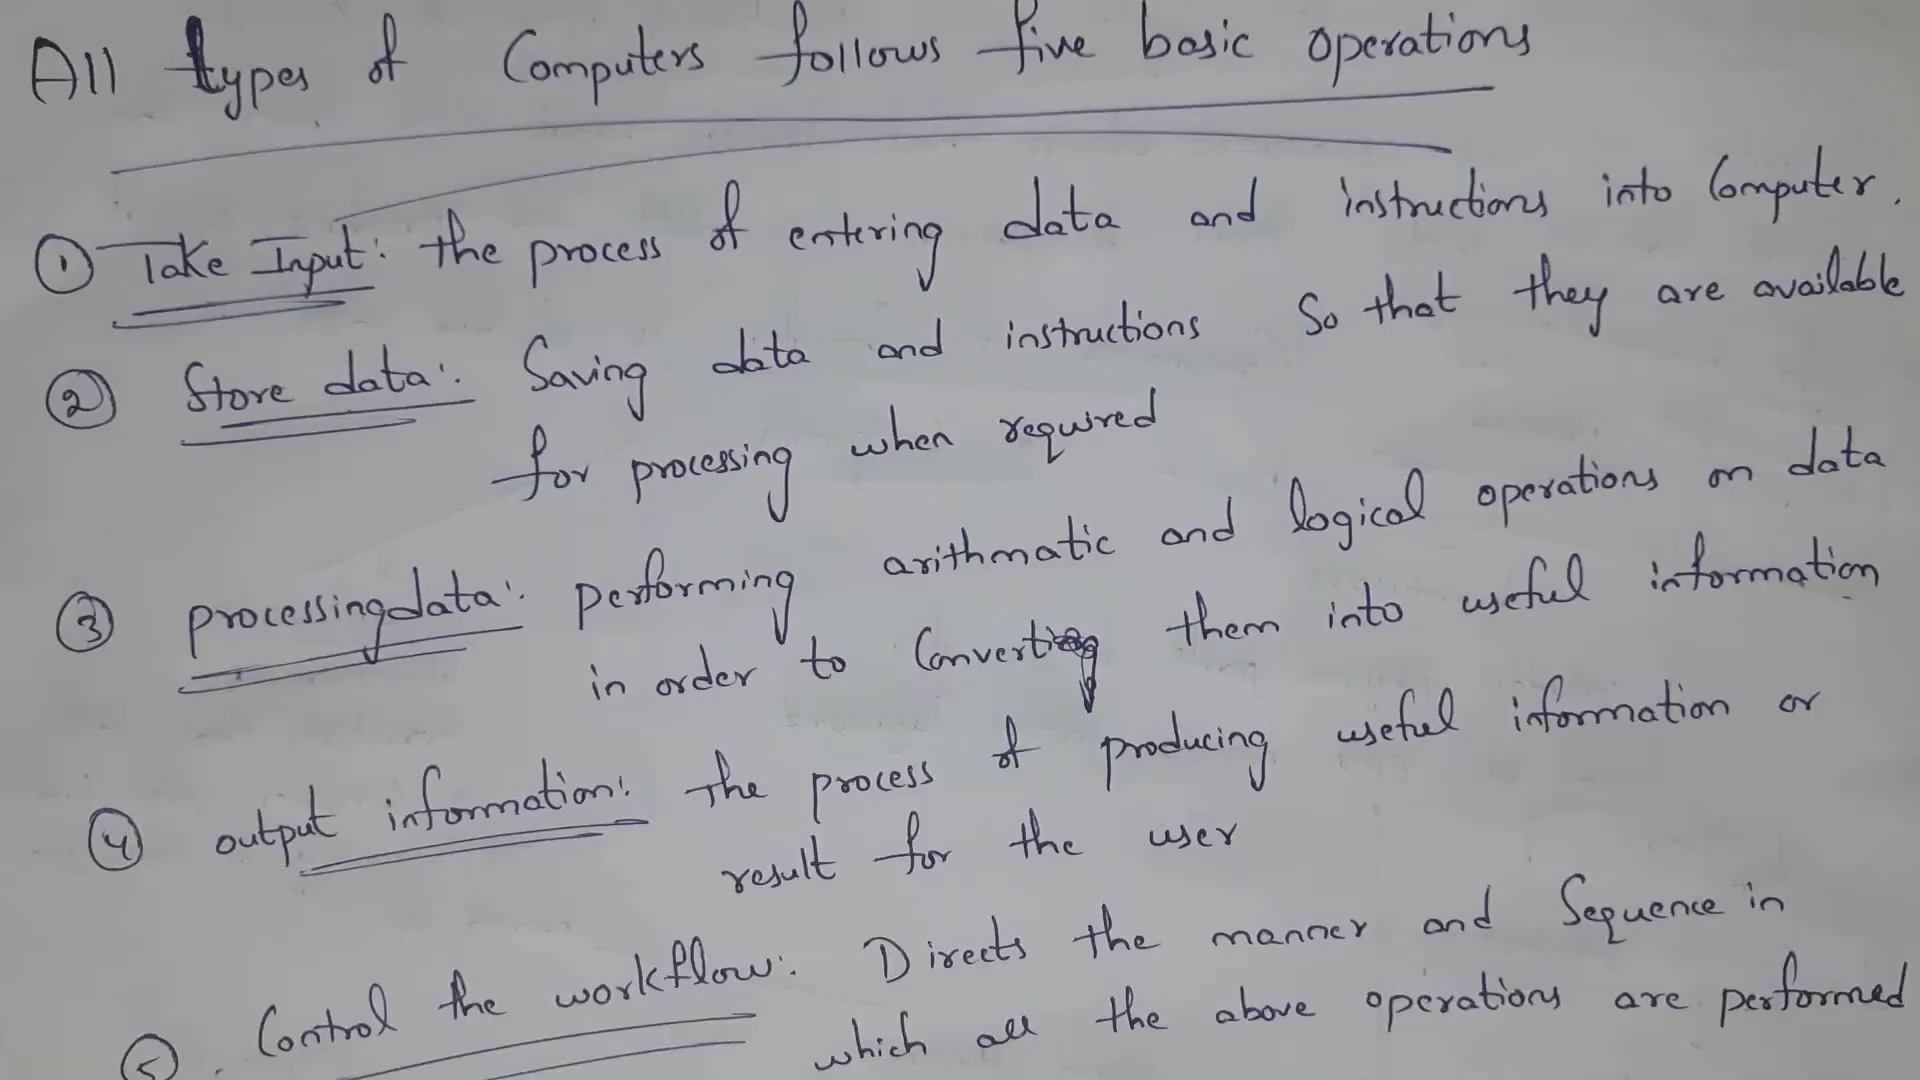 All types of Computers follows five basic operations
① Take Input: the process of entering data and instructions into Computer.
② Store data: Saving data and instructions So that they are available
for processing when required
③ processing data: performing arithmatic and logical operations on data
in order to Converting them into useful information
④ output information: the process of producing useful information or
result for the user
⑤ Control the workflow: Directs the manner and Sequence in
which all the above operations are performed